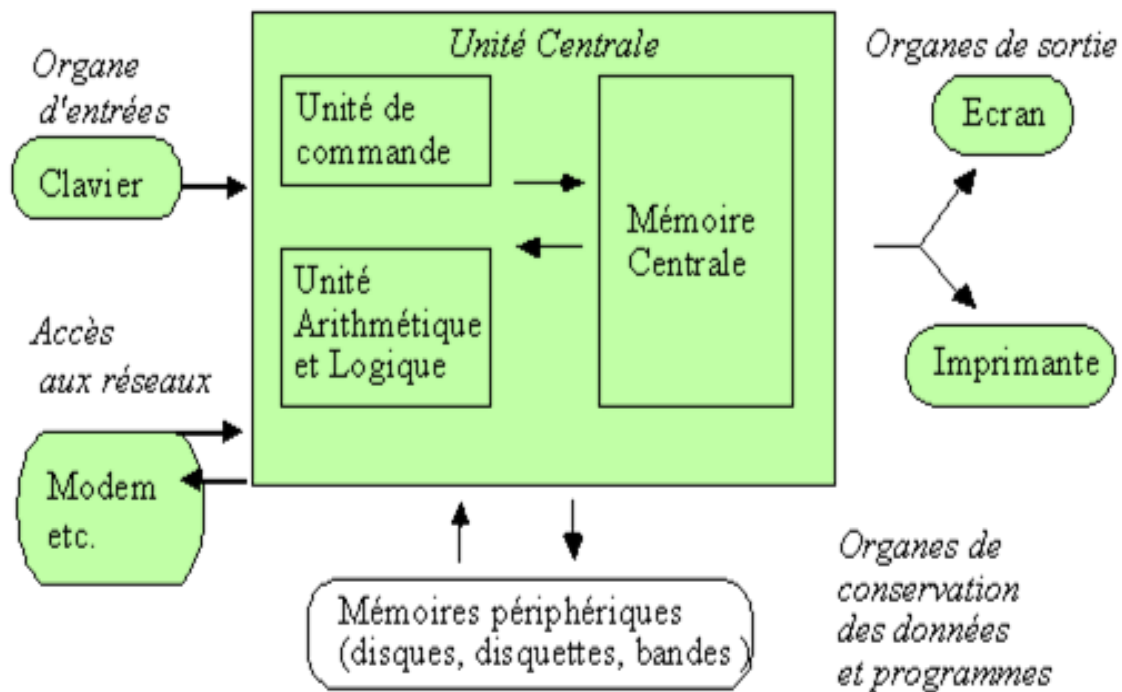 Unité Centrale
Organes de sortie
Organe
d'entrées
Clavier
Unité de
commande
Unité
Arithmétique
et Logique
Mémoire
Centrale
Ecran
Imprimante
Accès
aux réseaux
Modem
etc.
Mémoires périphériques
(disques, disquettes, bandes )
Organes de
conservation
des données
et programmes